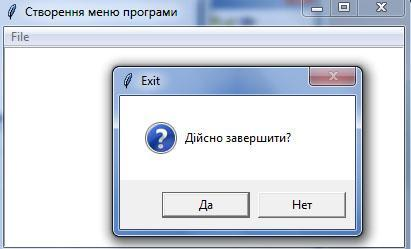 Створення меню програми
File
Exit
Дійсно завершити?
Да Нет